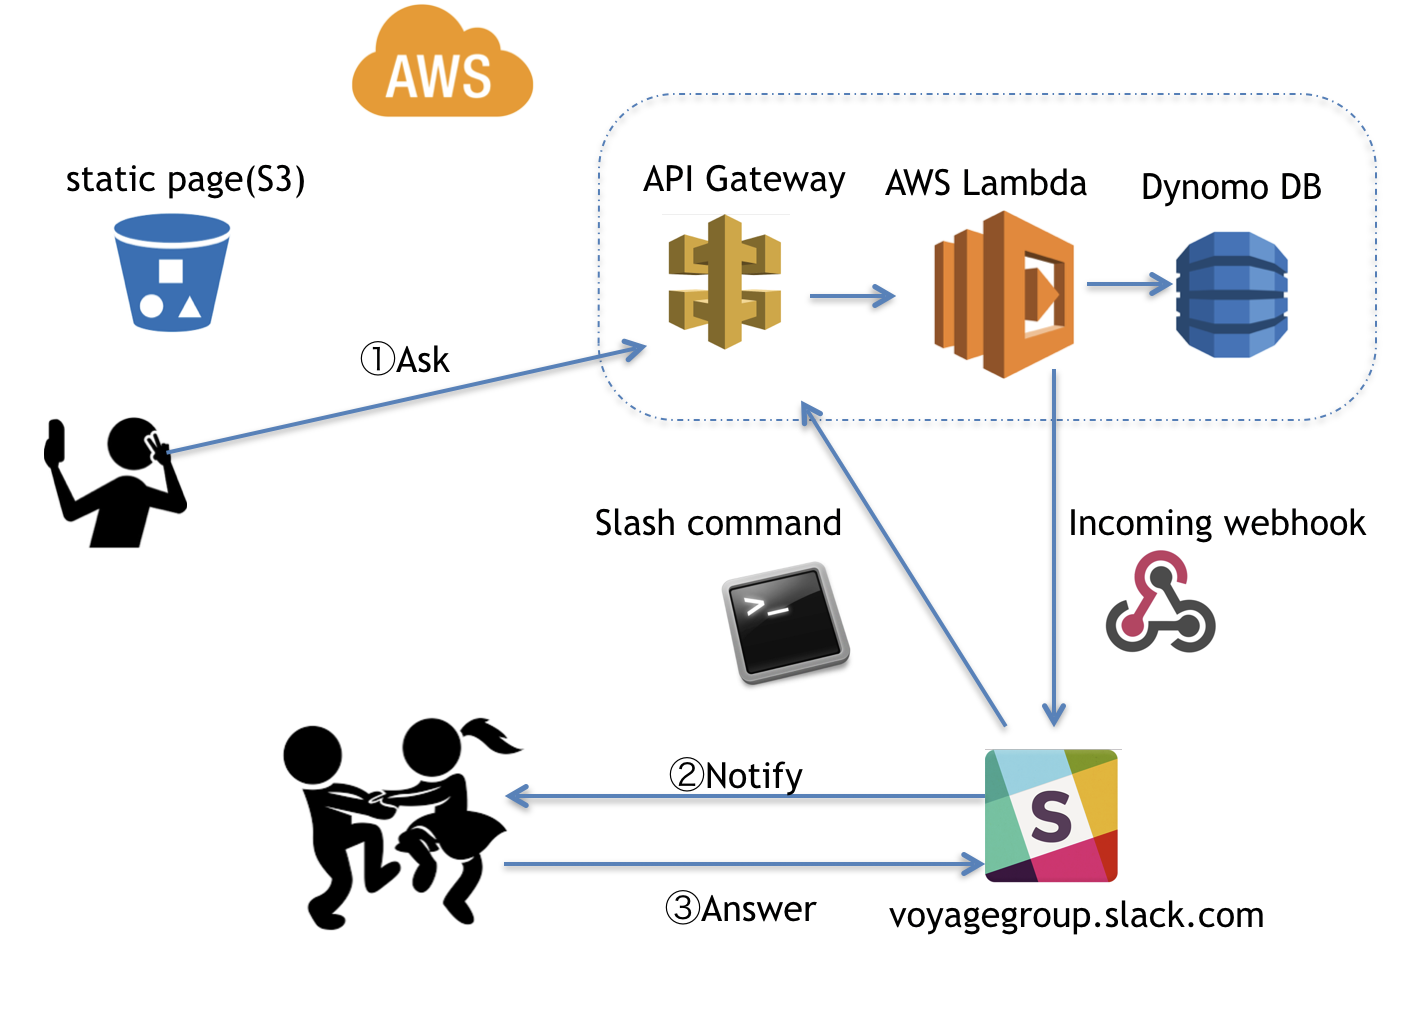 AWS
static page(S3)
API Gateway
AWS Lambda
Dynomo DB
①Ask
Slash command
Incoming webhook
>_
②Notify
S
③Answer
voyagegroup.slack.com